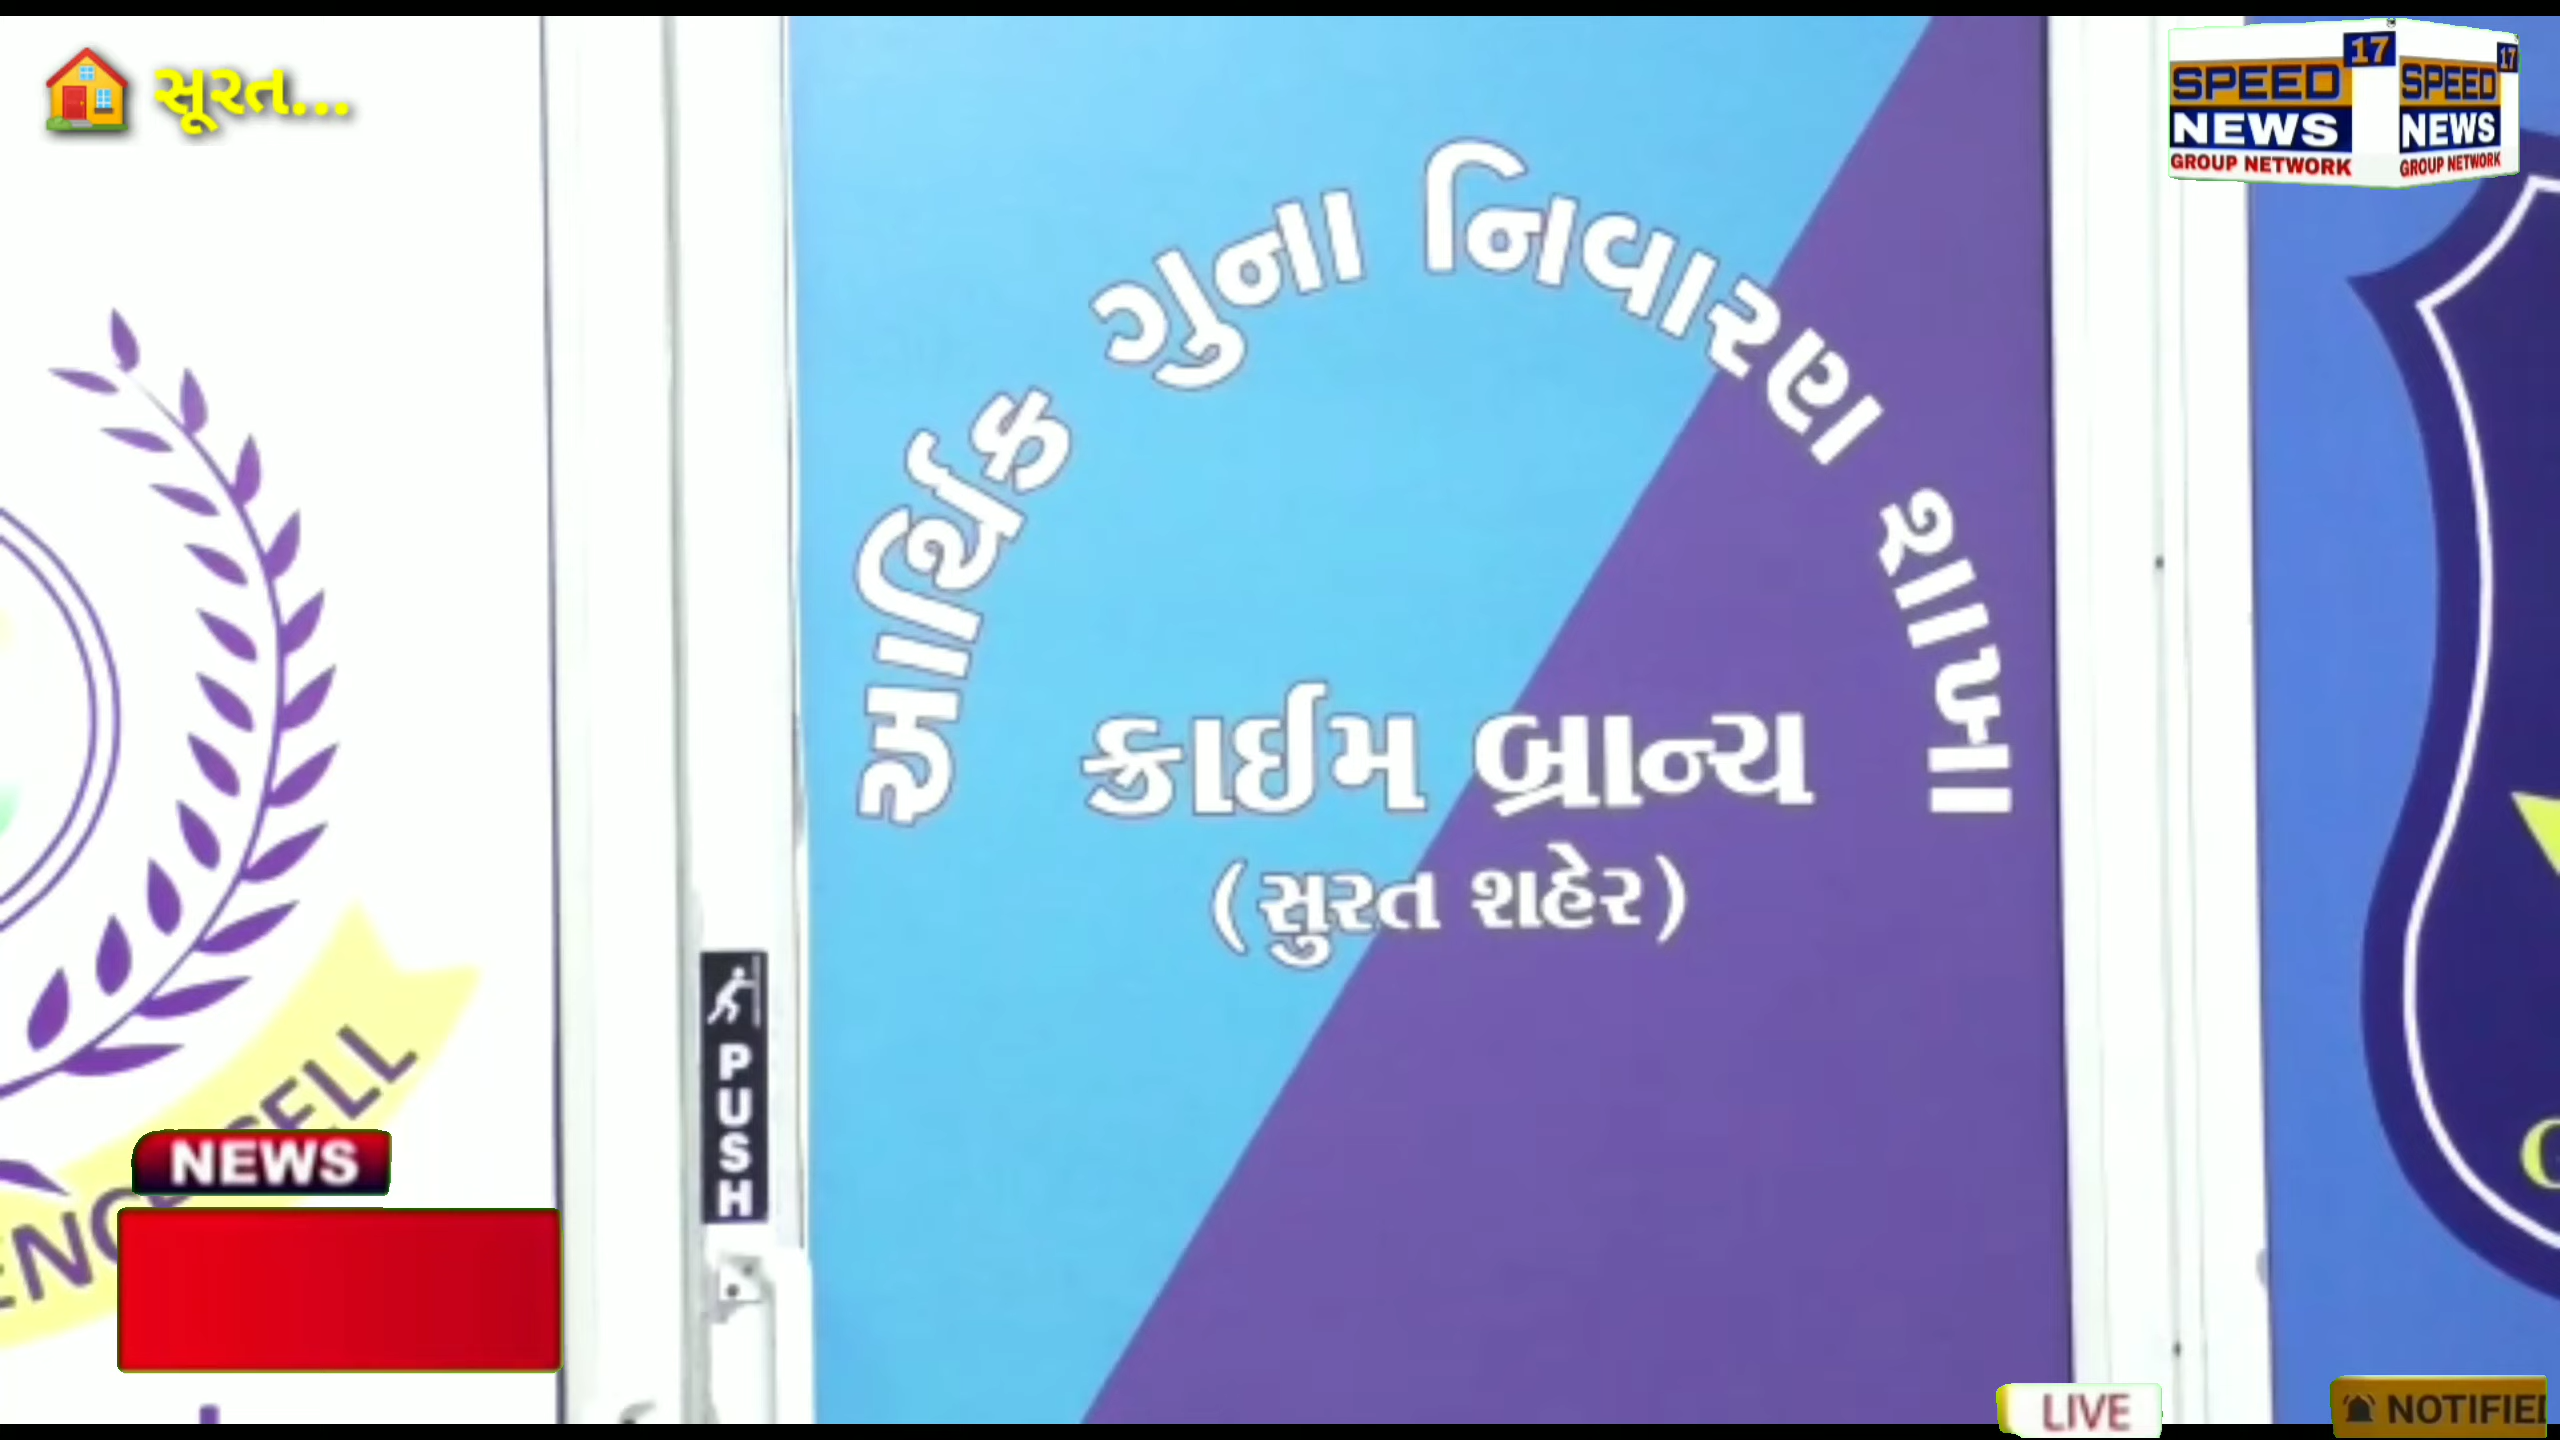 સૂરત...
17
SPEED
NEWS
GROUP NETWORK
17
SPEED
NEWS
GROUP NETWORK
આર્થિક ગુના નિવારણ શાખા
ક્રાઈમ બ્રાન્ચ
(સુરત શહેર)
PUSH
CELL
NEWS
LIVE